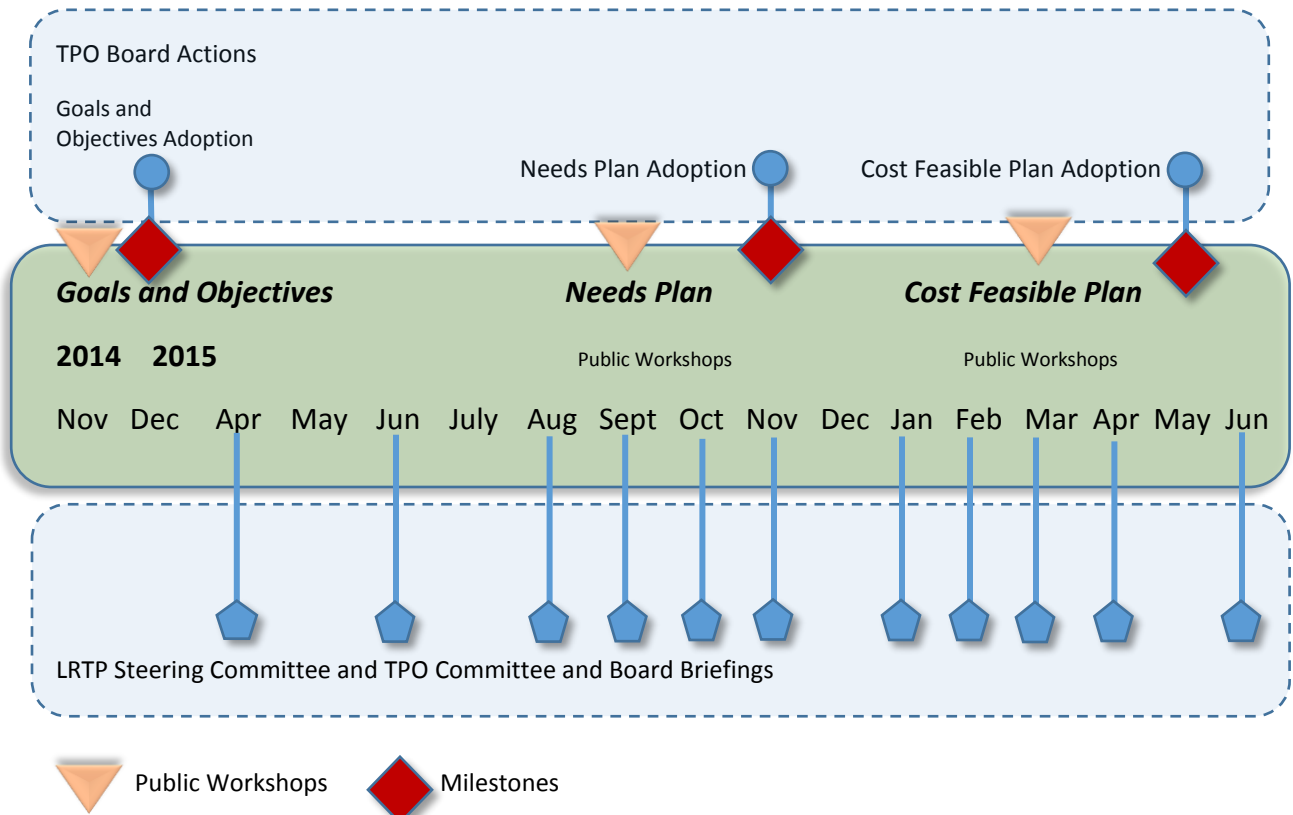 TPO Board Actions
Goals and
Objectives Adoption
Needs Plan Adoption
Cost Feasible Plan Adoption
Goals and Objectives
Needs Plan
Cost Feasible Plan
2014 2015
Public Workshops
Public Workshops
Nov Dec Apr May Jun July Aug Sept Oct Nov Dec Jan Feb Mar Apr May Jun
LRTP Steering Committee and TPO Committee and Board Briefings
Public Workshops
Milestones